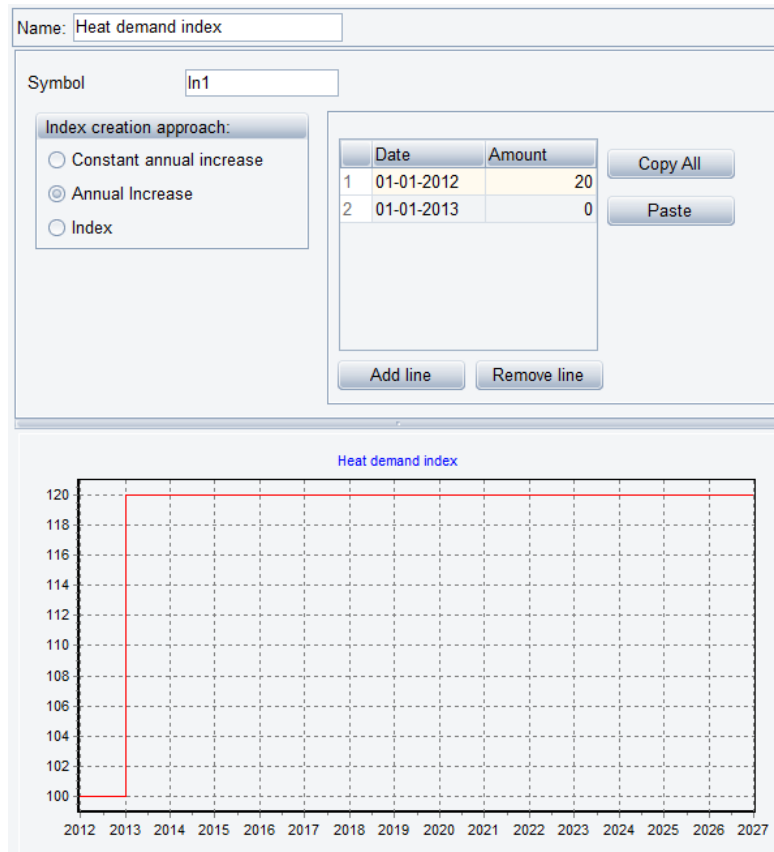 Name: Heat demand index
Symbol In1
Index creation approach:
Constant annual increase
Annual Increase
Index
Date Amount
1 01-01-2012 20
2 01-01-2013 0
Copy All
Paste
Add line Remove line
Heat demand index
120
118
116
114
112
110
108
106
104
102
100
2012 2013 2014 2015 2016 2017 2018 2019 2020 2021 2022 2023 2024 2025 2026 2027